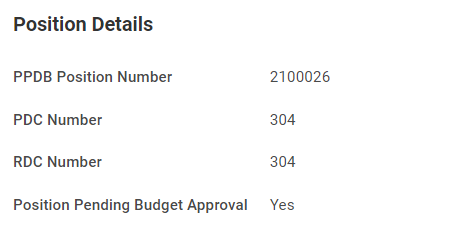 Position Details
PPDB Position Number 2100026
PDC Number 304
RDC Number 304
Position Pending Budget Approval Yes